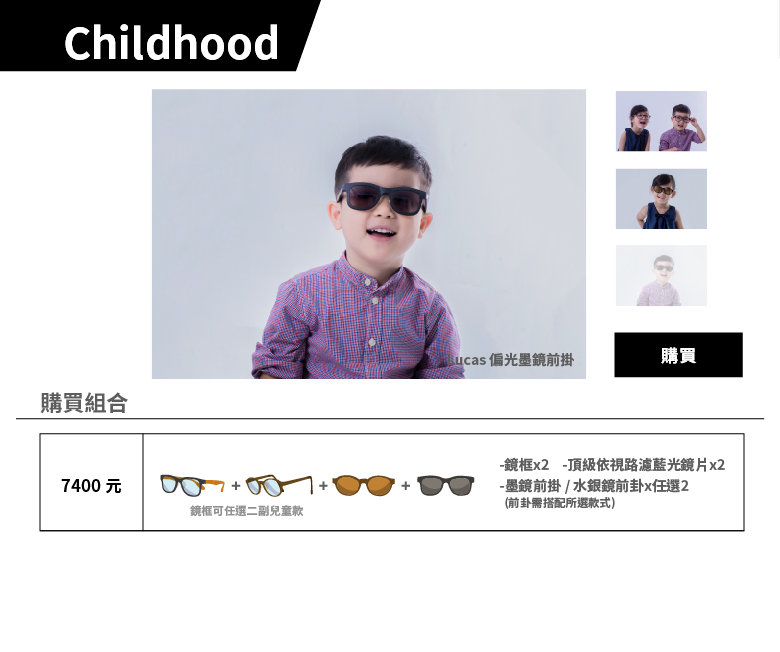 Childhood
Lucas 偏光墨鏡前掛
購買
購買組合
7400 元
+ + +
鏡框可任選二副兒童款
-鏡框x2 -頂級依視路濾藍光鏡片x2
-墨鏡前掛 / 水銀鏡前卦x任選2
(前卦需搭配所選款式)